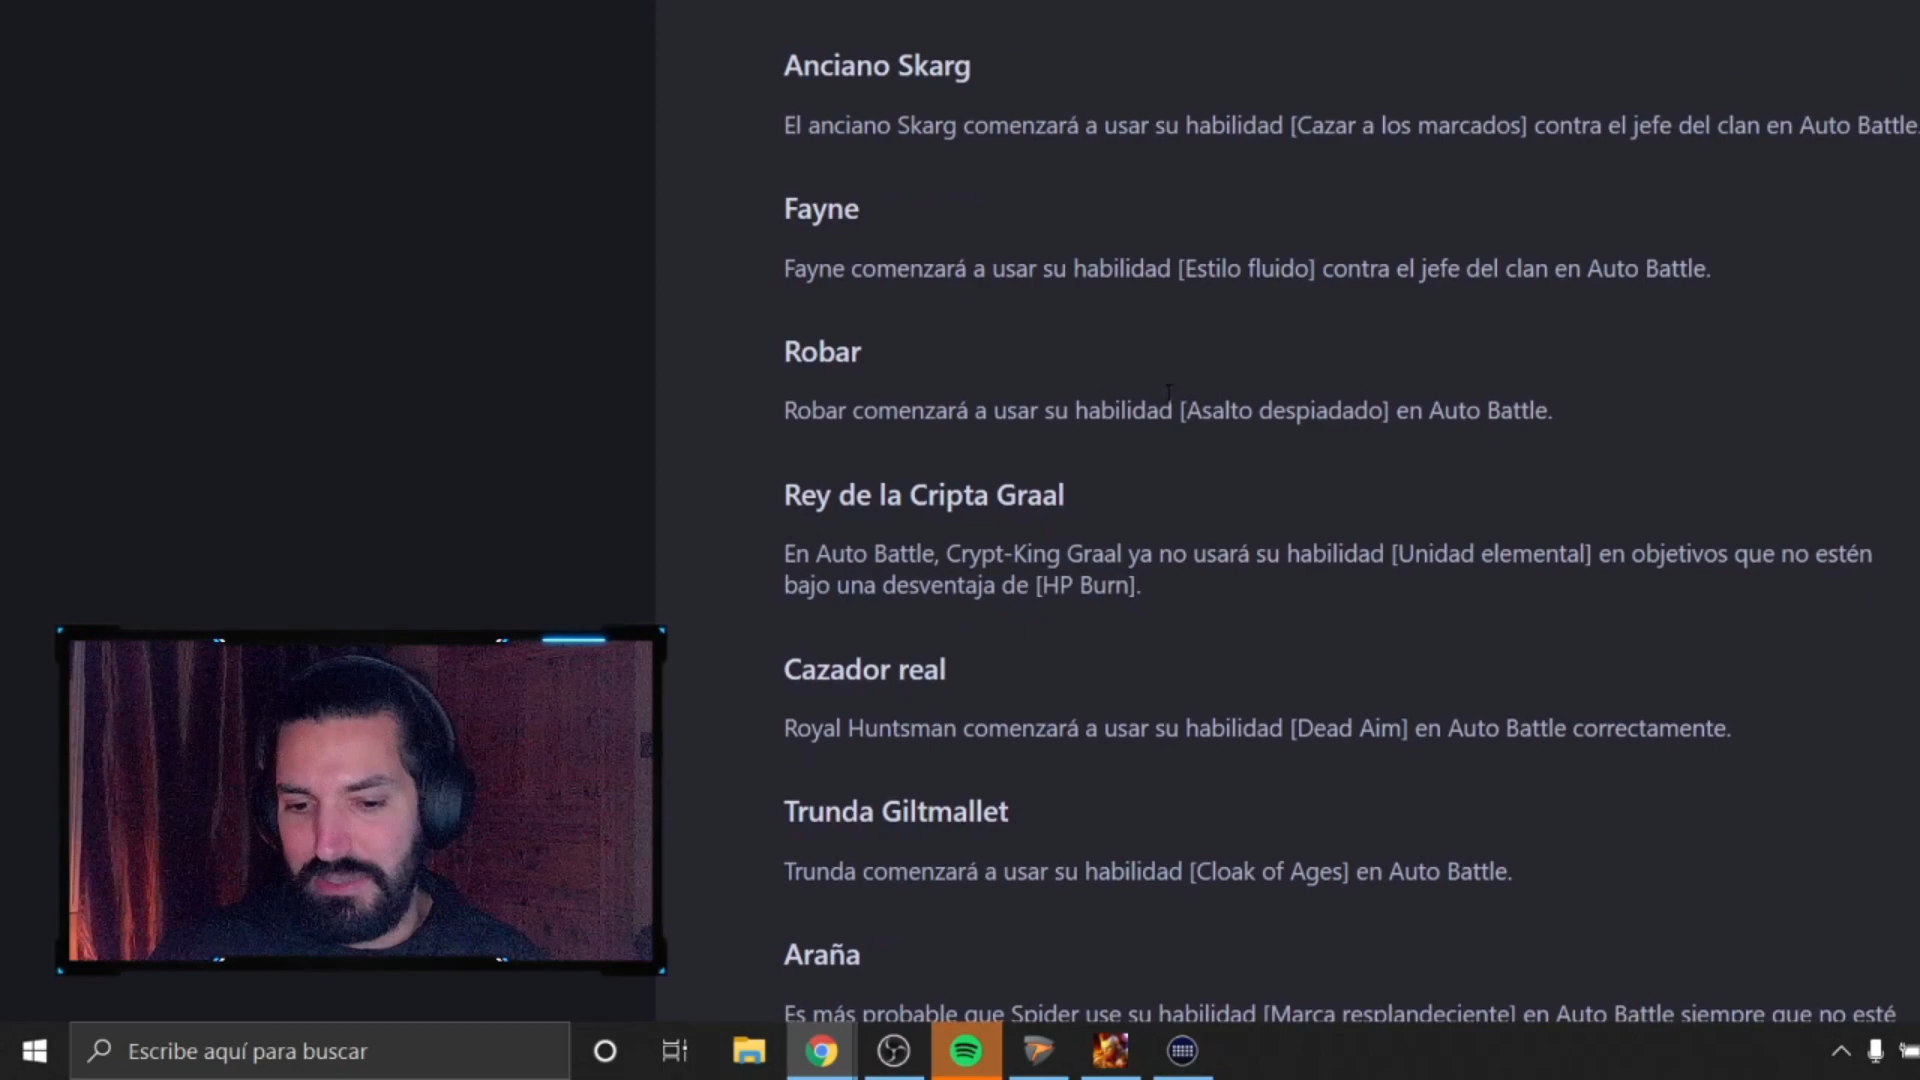 Anciano Skarg
El anciano Skarg comenzará a usar su habilidad [Cazar a los marcados] contra el jefe del clan en Auto Battle.
Fayne
Fayne comenzará a usar su habilidad [Estilo fluido] contra el jefe del clan en Auto Battle.
Robar
Robar comenzará a usar su habilidad [Asalto despiadado] en Auto Battle.
Rey de la Cripta Graal
En Auto Battle, Crypt-King Graal ya no usará su habilidad [Unidad elemental] en objetivos que no estén
bajo una desventaja de [HP Burn].
Cazador real
Royal Huntsman comenzará a usar su habilidad [Dead Aim] en Auto Battle correctamente.
Trunda Giltmallet
Trunda comenzará a usar su habilidad [Cloak of Ages] en Auto Battle.
Araña
Es más probable que Spider use su habilidad [Marca resplandeciente] en Auto Battle siempre que no esté
Escribe aquí para buscar